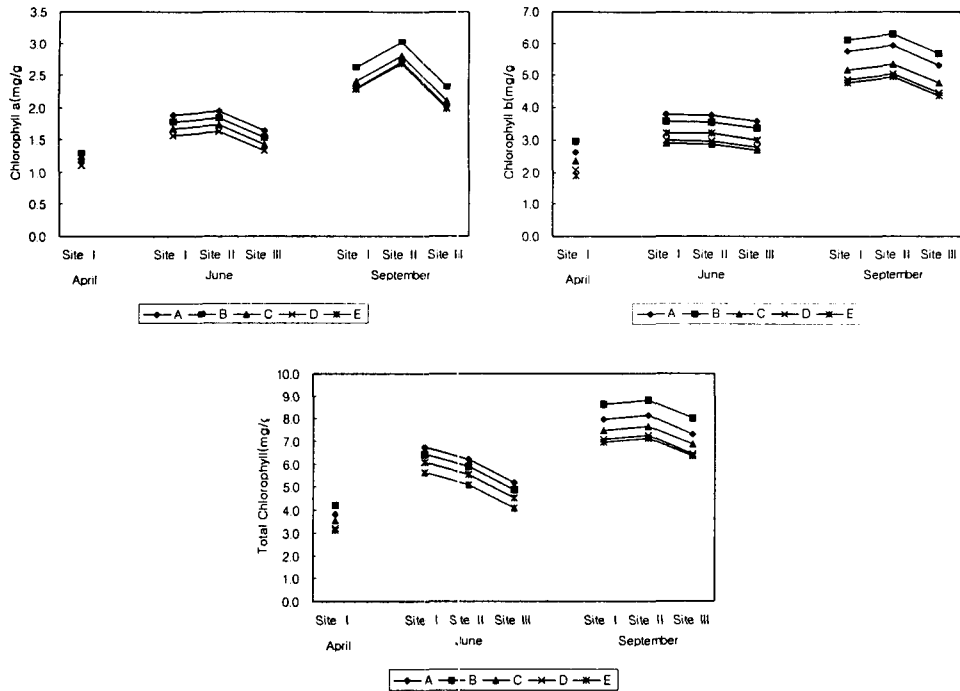 Chlorophyll a(mg/g
3.5
3.0
2.5
2.0
1.5
1.0
0.5
0.0
Site I
Site I Site II Site III
Site I Site II Site III
April
June
September
A B C D E
Chlorophyll b(mg/g
7.0
6.0
5.0
4.0
3.0
2.0
1.0
0.0
Site I
Site I Site II Site III
Site I Site II Site III
April
June
September
A B C D E
Total Chlorophyll(mg/
10.0
9.0
8.0
7.0
6.0
5.0
4.0
3.0
2.0
1.0
0.0
Site I
Site I Site II Site III
Site I Site II Site III
April
June
September
A B C D E